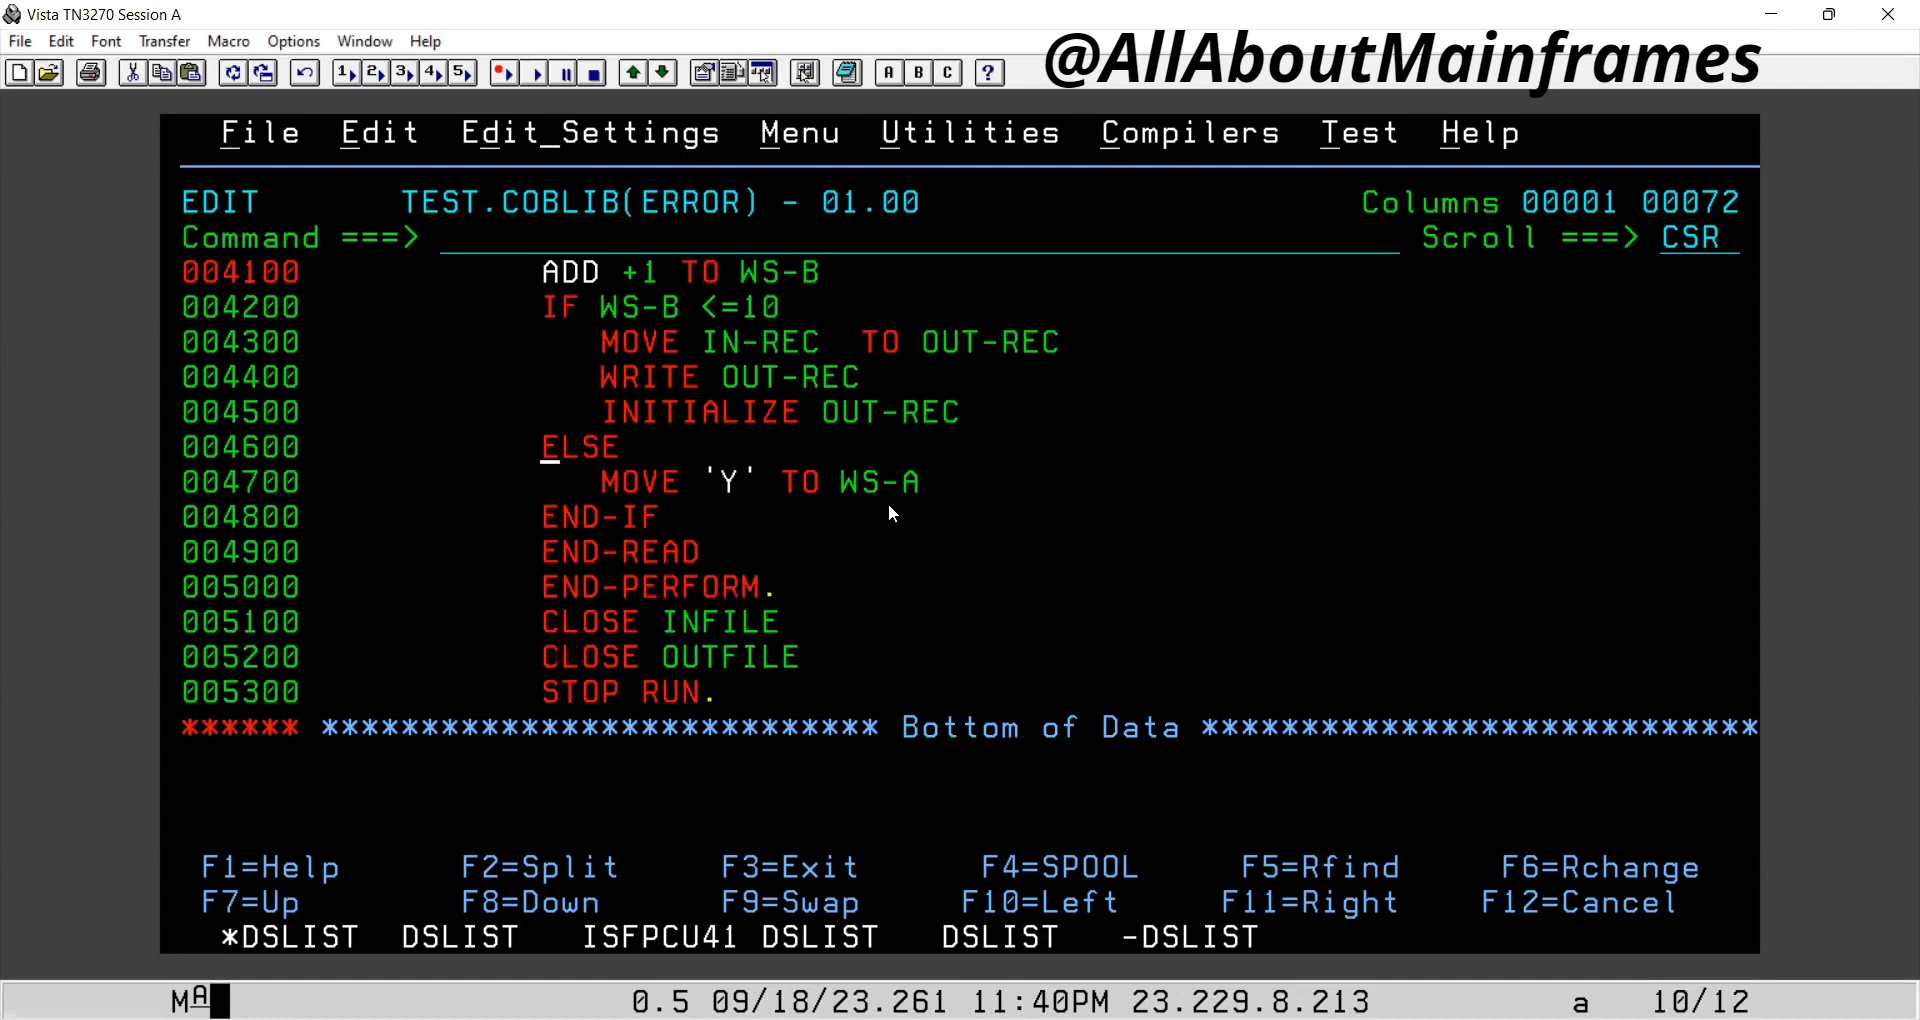 Vista TN3270 Session A
File Edit Font Transfer Macro Options Window Help
1 2 3 4 5 A B C ?
@AllAboutMainframes
File Edit Edit_Settings Menu Utilities Compilers Test Help
EDIT TEST.COBLIB(ERROR) - 01.00 Columns 00001 00072
Command ===> Scroll ===> CSR
004100 ADD +1 TO WS-B
004200 IF WS-B <=10
004300 MOVE IN-REC TO OUT-REC
004400 WRITE OUT-REC
004500 INITIALIZE OUT-REC
004600 ELSE
004700 MOVE 'Y' TO WS-A
004800 END-IF
004900 END-READ
005000 END-PERFORM.
005100 CLOSE INFILE
005200 CLOSE OUTFILE
005300 STOP RUN.
****** **************************** Bottom of Data ****************************
F1=Help F2=Split F3=Exit F4=SPOOL F5=Rfind F6=Rchange
F7=Up F8=Down F9=Swap F10=Left F11=Right F12=Cancel
*DSLIST DSLIST ISFPCU41 DSLIST DSLIST -DSLIST
MA 0.5 09/18/23.261 11:40PM 23.229.8.213 a 10/12